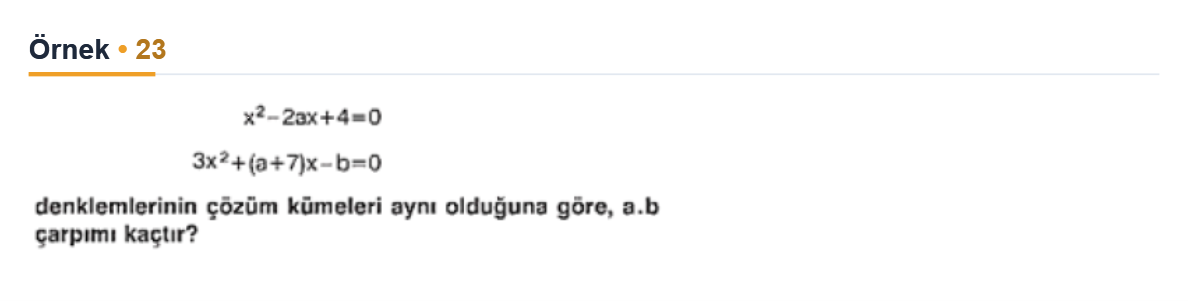 Örnek • 23
x²-2ax+4=0
3x²+(a+7)x-b=0
denklemlerinin çözüm kümeleri aynı olduğuna göre, a.b
çarpımı kaçtır?